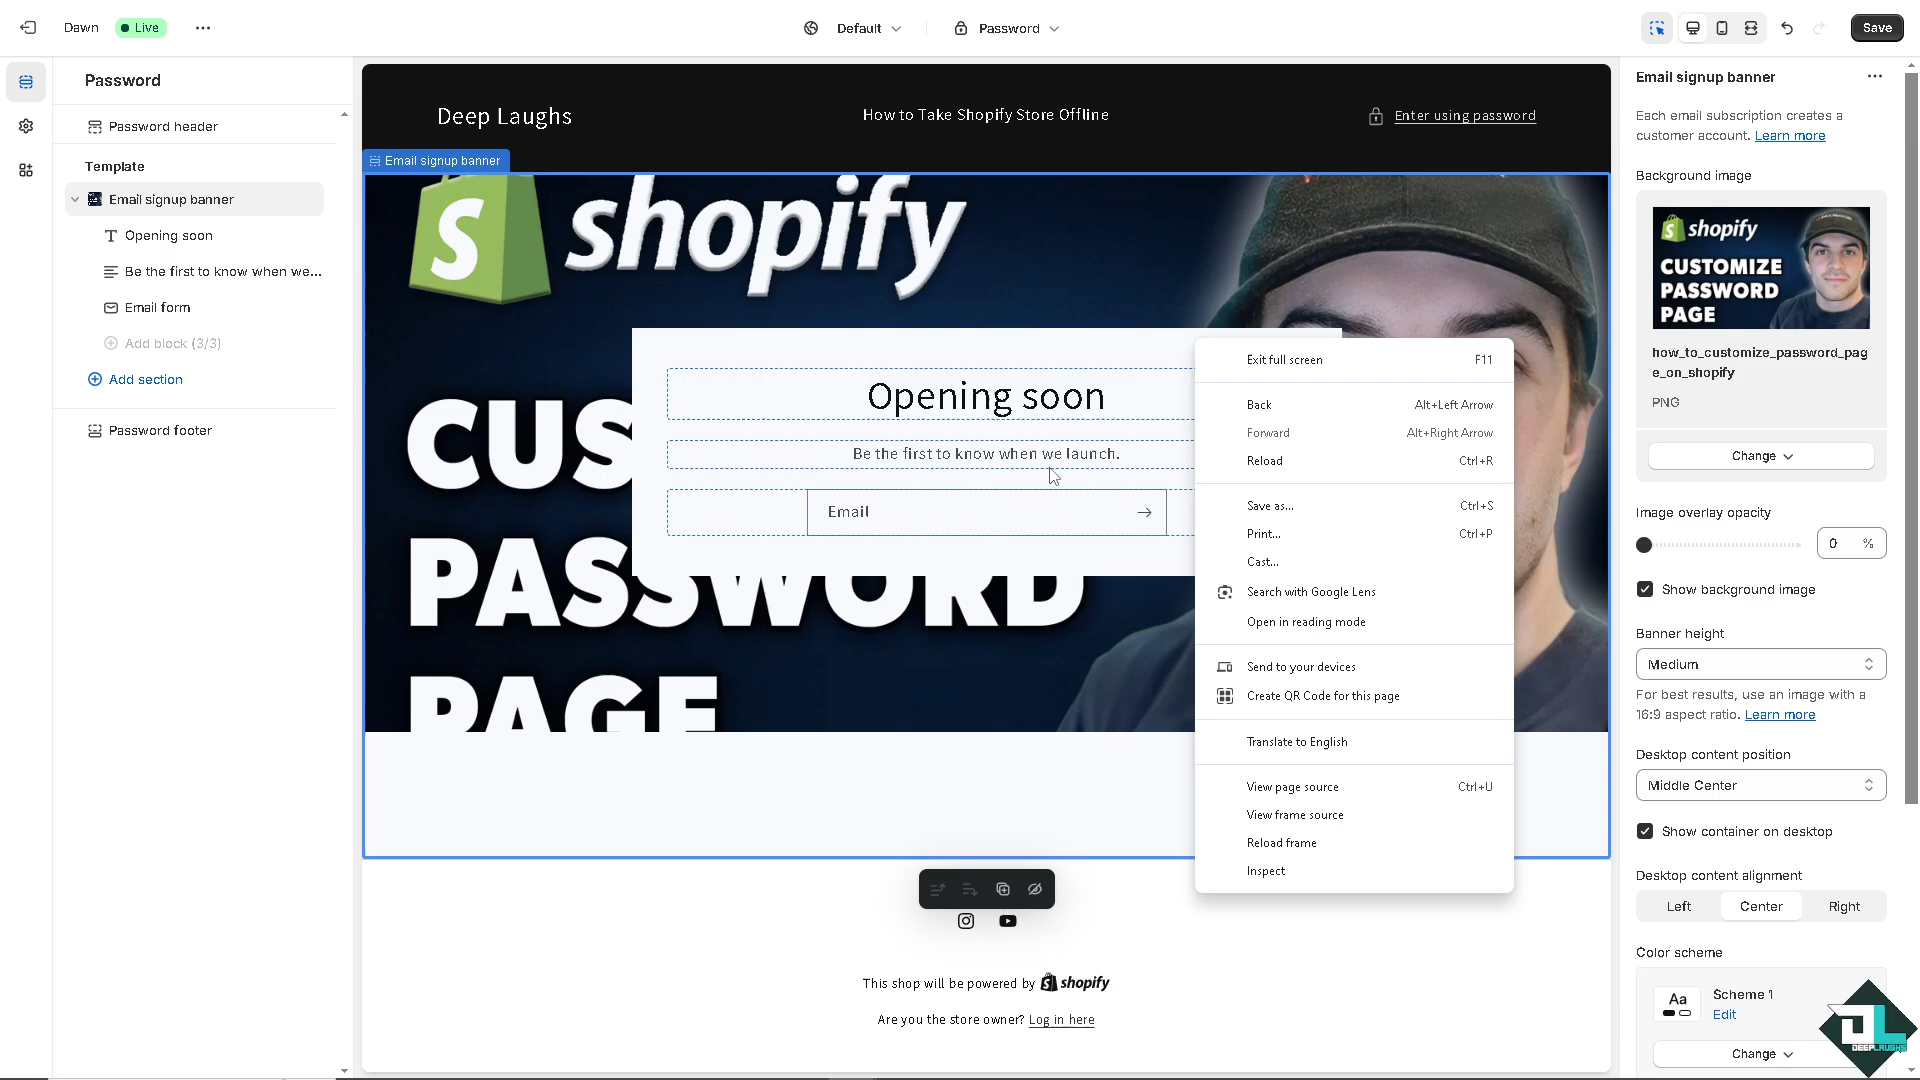 Dawn
Live
Default
Password
Save
Password
Password header
Template
Email signup banner
Opening soon
Be the first to know when we...
Email form
Add block (3/3)
Add section
Password footer
Deep Laughs
How to Take Shopify Store Offline
Enter using password
Email signup banner
shopify
CUS
PASSWORD
PAGE
Opening soon
Be the first to know when we launch.
Email
Exit full screen F11
Back Alt+Left Arrow
Forward Alt+Right Arrow
Reload Ctrl+R
Save as... Ctrl+S
Print... Ctrl+P
Cast...
Search with Google Lens
Open in reading mode
Send to your devices
Create QR Code for this page
Translate to English
View page source Ctrl+U
View frame source
Reload frame
Inspect
This shop will be powered by shopify
Are you the store owner? Log in here
Email signup banner
Each email subscription creates a
customer account. Learn more
Background image
shopify
CUSTOMIZE
PASSWORD
PAGE
how_to_customize_password_pag
e_on_shopify
PNG
Change
Image overlay opacity
0 %
Show background image
Banner height
Medium
For best results, use an image with a
16:9 aspect ratio. Learn more
Desktop content position
Middle Center
Show container on desktop
Desktop content alignment
Left Center Right
Color scheme
Aa
Scheme 1
Edit
Change
DEEPLAUGHS